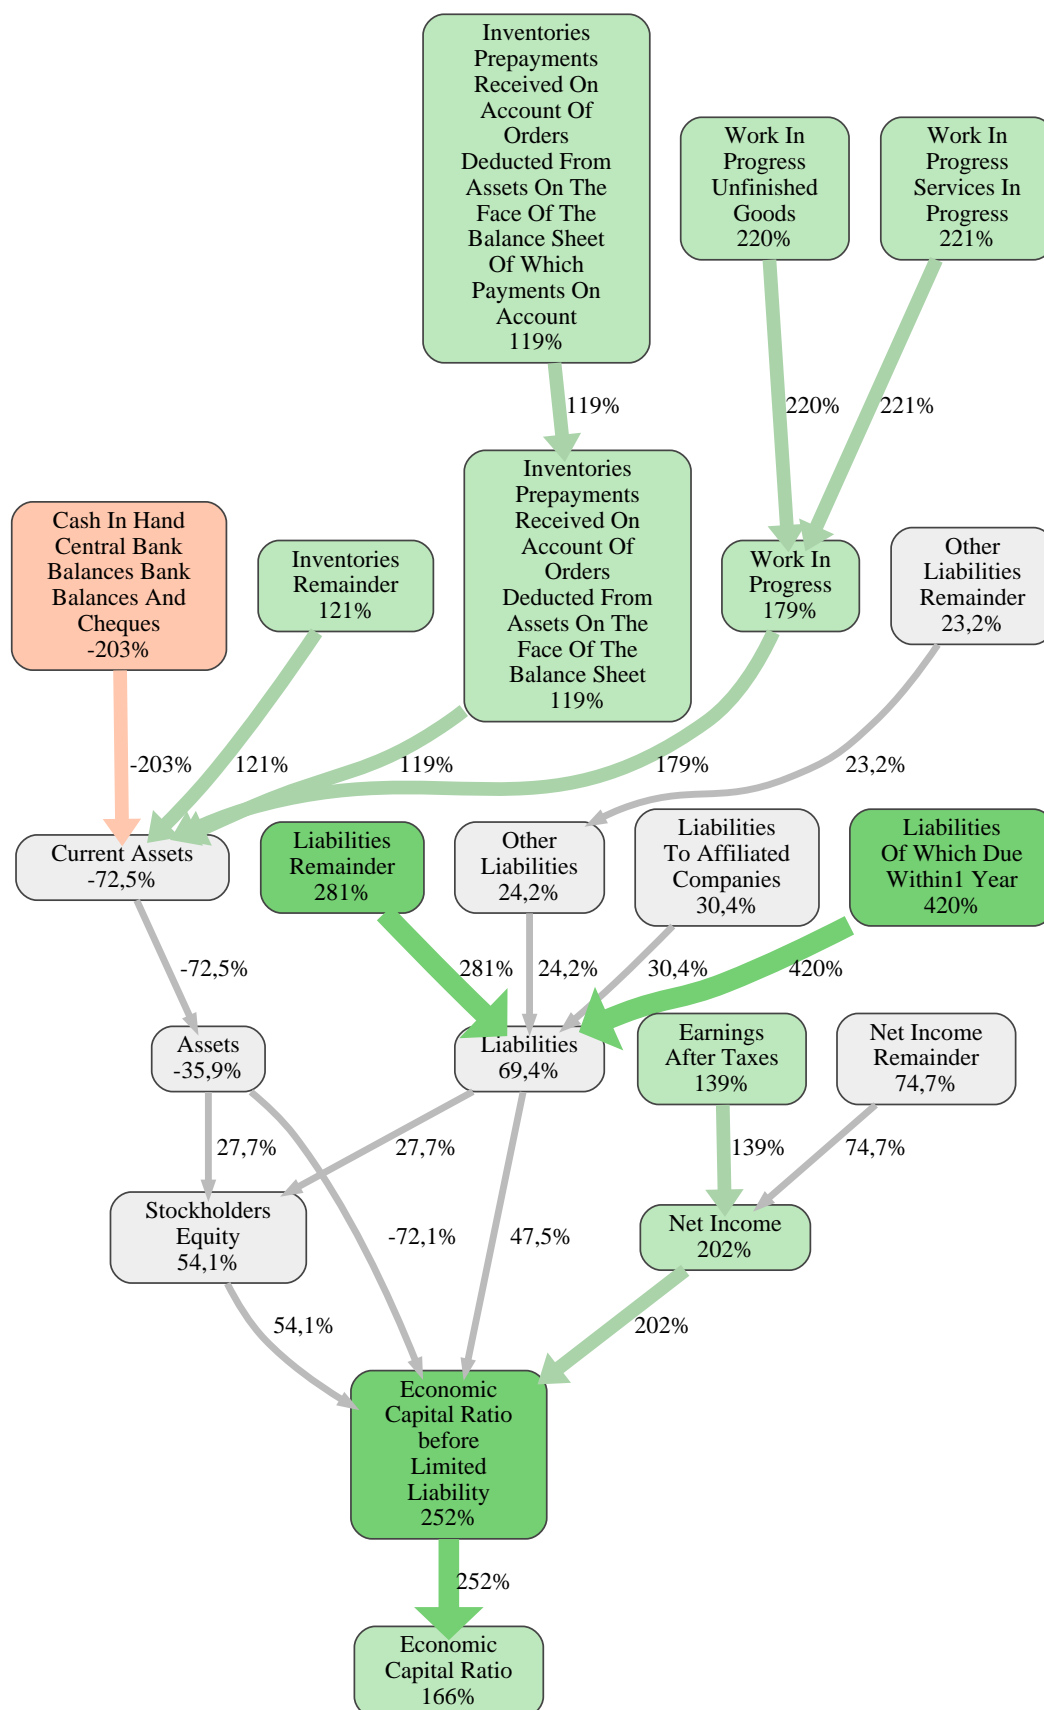 Inventories
Prepayments
Received On
Account Of
Orders
Deducted From
Assets On The
Face Of The
Balance Sheet
Of Which
Payments On
Account
119%
Work In
Progress
Unfinished
Goods
220%
Work In
Progress
Services In
Progress
221%
119%
220%
221%
Cash In Hand
Central Bank
Balances Bank
Balances And
Cheques
-203%
Inventories
Remainder
121%
Inventories
Prepayments
Received On
Account Of
Orders
Deducted From
Assets On The
Face Of The
Balance Sheet
119%
Work In
Progress
179%
Other
Liabilities
Remainder
23,2%
-203%
121%
119%
179%
23,2%
Current Assets
-72,5%
Liabilities
Remainder
281%
Other
Liabilities
24,2%
Liabilities
To Affiliated
Companies
30,4%
Liabilities
Of Which Due
Within1 Year
420%
-72,5%
281%
24,2%
30,4%
420%
Assets
-35,9%
Liabilities
69,4%
Earnings
After Taxes
139%
Net Income
Remainder
74,7%
27,7%
27,7%
139%
74,7%
Stockholders
Equity
54,1%
-72,1%
47,5%
Net Income
202%
54,1%
202%
Economic
Capital Ratio
before
Limited
Liability
252%
252%
Economic
Capital Ratio
166%